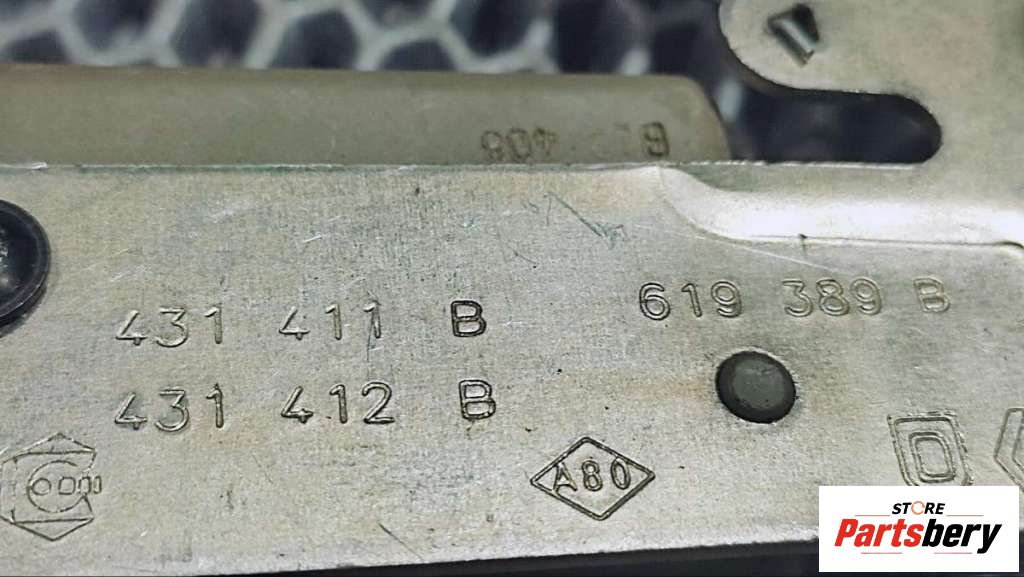 431 411 B 619 389 B
431 412 B
A80
STORE
Partsbery